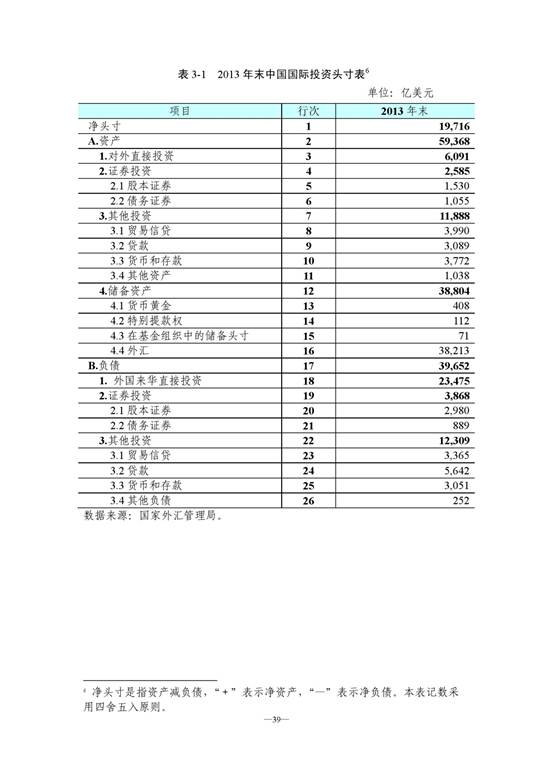 表 3-1 2013 年末中国国际投资头寸表6
单位：亿美元
项目 行次 2013 年末
净头寸 1 19,716
A.资产 2 59,368
1.对外直接投资 3 6,091
2.证券投资 4 2,585
2.1 股本证券 5 1,530
2.2 债务证券 6 1,055
3.其他投资 7 11,888
3.1 贸易信贷 8 3,990
3.2 贷款 9 3,089
3.3 货币和存款 10 3,772
3.4 其他资产 11 1,038
4.储备资产 12 38,804
4.1 货币黄金 13 408
4.2 特别提款权 14 112
4.3 在基金组织中的储备头寸 15 71
4.4 外汇 16 38,213
B.负债 17 39,652
1. 外国来华直接投资 18 23,475
2.证券投资 19 3,868
2.1 股本证券 20 2,980
2.2 债务证券 21 889
3.其他投资 22 12,309
3.1 贸易信贷 23 3,365
3.2 贷款 24 5,642
3.3 货币和存款 25 3,051
3.4 其他负债 26 252
数据来源：国家外汇管理局。
6 净头寸是指资产减负债，“+”表示净资产，“—”表示净负债。本表记数采
用四舍五入原则。
—39—